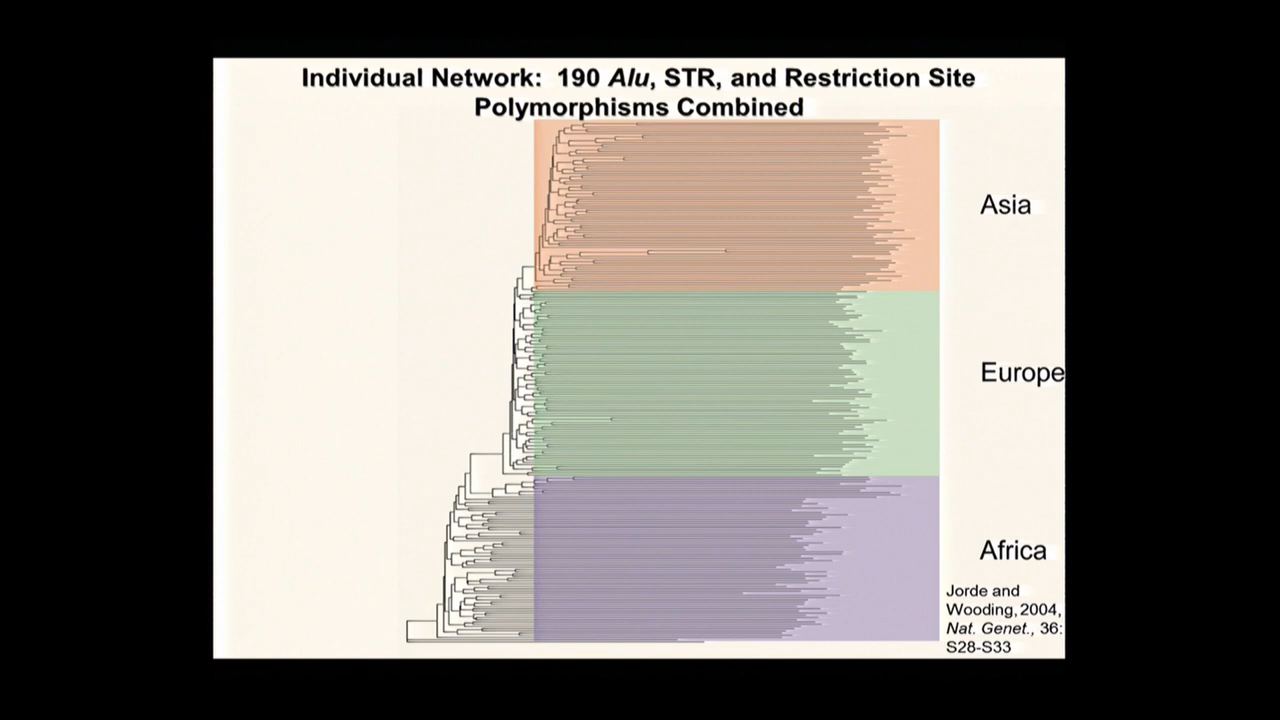 Individual Network: 190 Alu, STR, and Restriction Site
Polymorphisms Combined
Asia
Europe
Africa
Jorde and
Wooding, 2004,
Nat. Genet., 36:
S28-S33